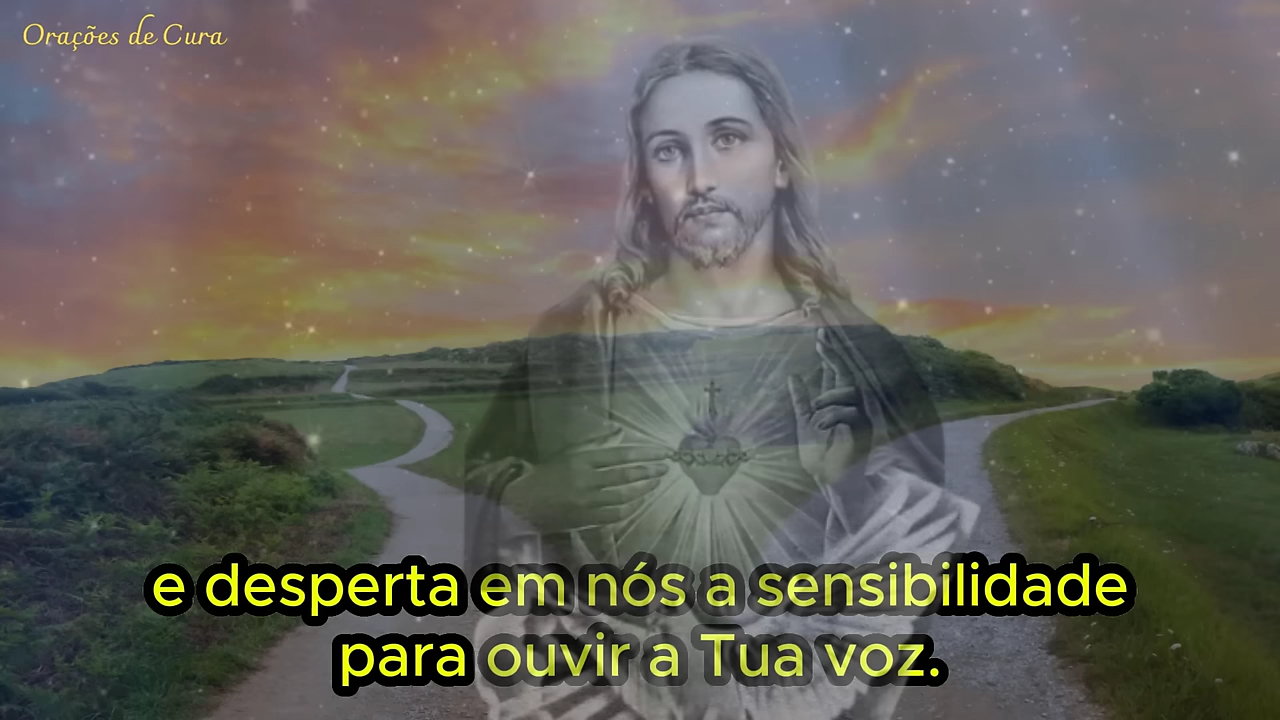 Orações de Cura
e desperta em nós a sensibilidade
para ouvir a Tua voz.